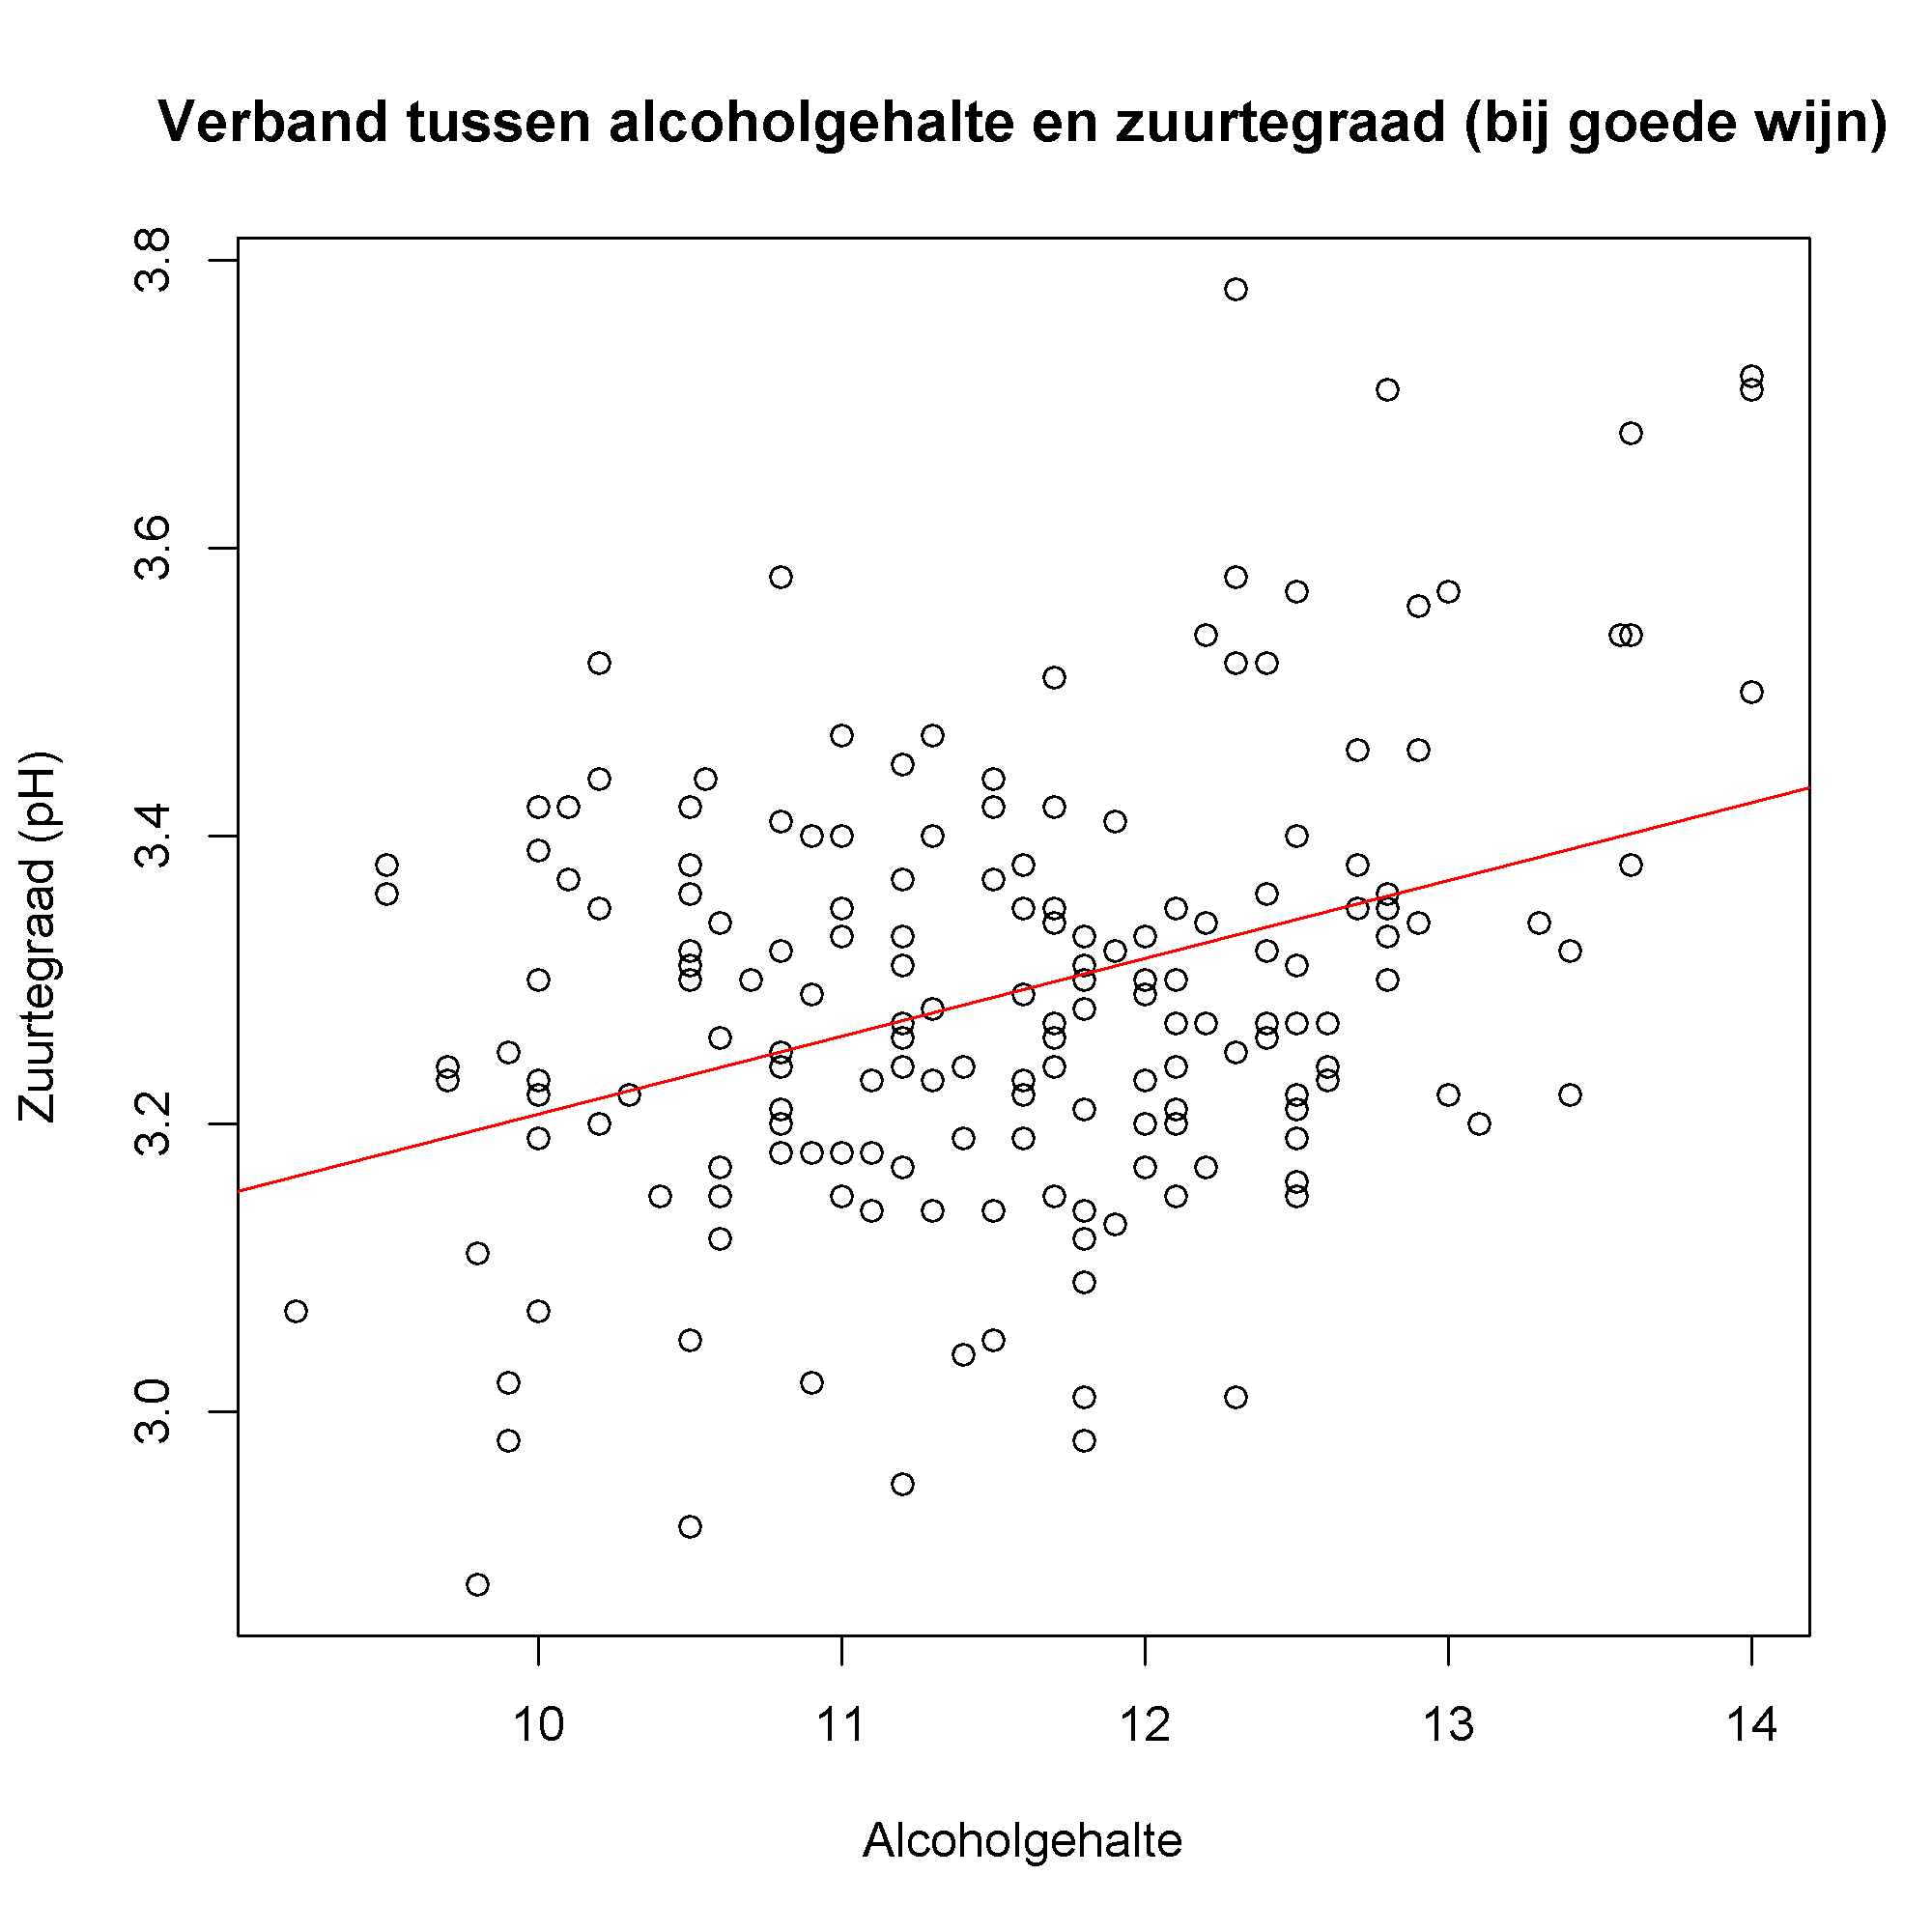 Verband tussen alcoholgehalte en zuurtegraad (bij goede wijn)
Zuurtegraad (pH)
3.8
3.6
3.4
3.2
3.0
10 11 12 13 14
Alcoholgehalte